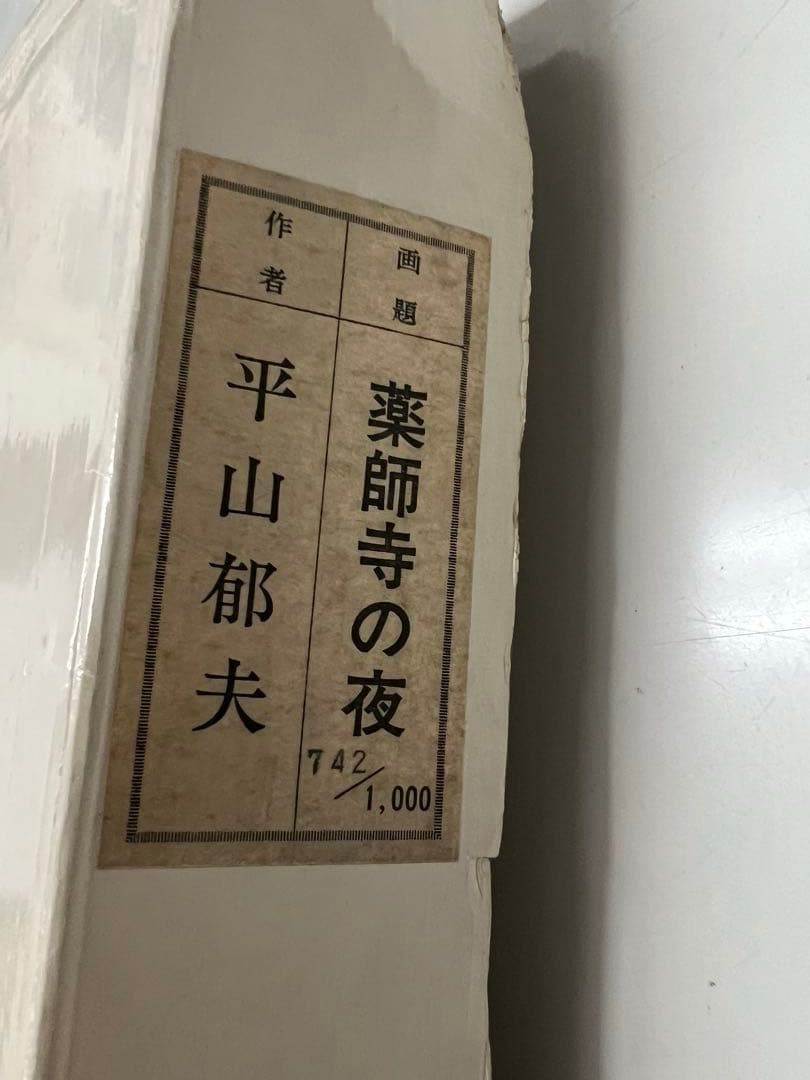 画題
薬師寺の夜
742/1,000
作者
平山郁夫